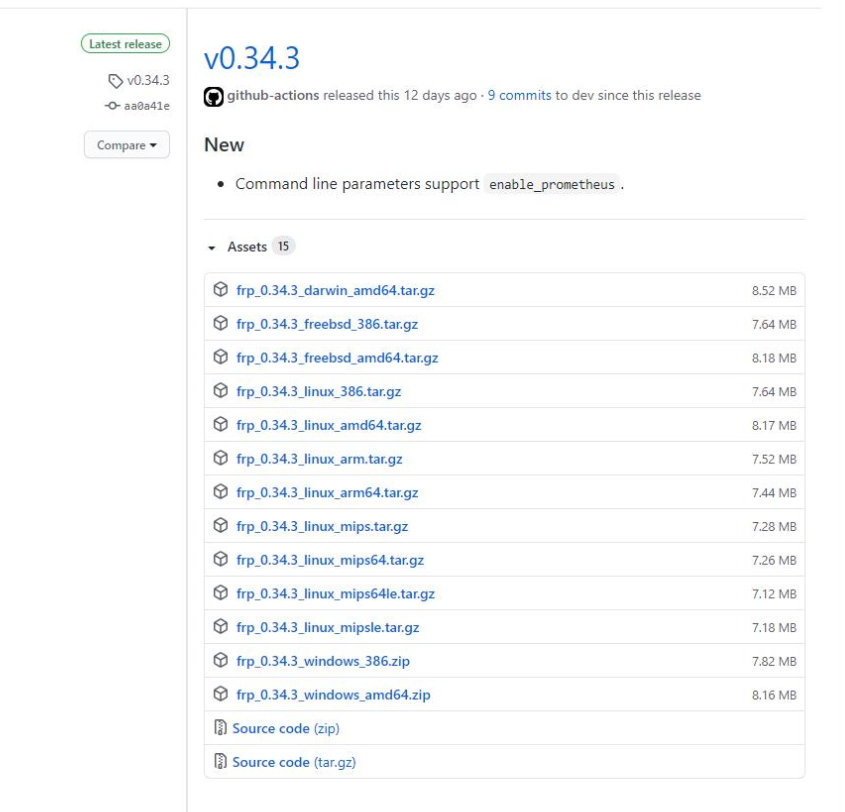 Latest release
v0.34.3
aa0a41e
Compare
v0.34.3
github-actions released this 12 days ago · 9 commits to dev since this release
New
• Command line parameters support enable_prometheus .
Assets 15
frp_0.34.3_darwin_amd64.tar.gz 8.52 MB
frp_0.34.3_freebsd_386.tar.gz 7.64 MB
frp_0.34.3_freebsd_amd64.tar.gz 8.18 MB
frp_0.34.3_linux_386.tar.gz 7.64 MB
frp_0.34.3_linux_amd64.tar.gz 8.17 MB
frp_0.34.3_linux_arm.tar.gz 7.52 MB
frp_0.34.3_linux_arm64.tar.gz 7.44 MB
frp_0.34.3_linux_mips.tar.gz 7.28 MB
frp_0.34.3_linux_mips64.tar.gz 7.26 MB
frp_0.34.3_linux_mips64le.tar.gz 7.12 MB
frp_0.34.3_linux_mipsle.tar.gz 7.18 MB
frp_0.34.3_windows_386.zip 7.82 MB
frp_0.34.3_windows_amd64.zip 8.16 MB
Source code (zip)
Source code (tar.gz)